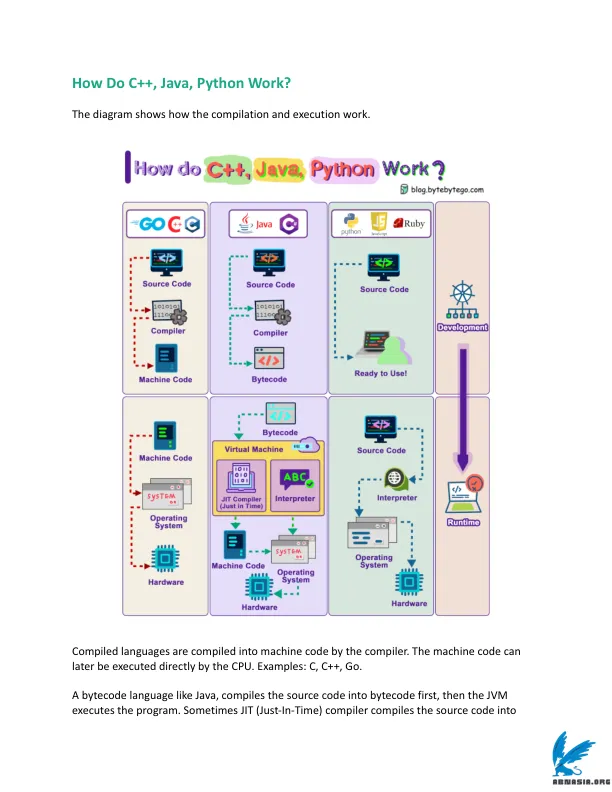 How Do C++, Java, Python Work?
The diagram shows how the compilation and execution work.
How do C++, Java, Python Work?
blog.bytebytego.com
GO C++ C
Java C#
python JavaScript Ruby
Source Code
Compiler
Machine Code
Source Code
Compiler
Bytecode
Source Code
Ready to Use!
Development
Machine Code
SYSTEM
Operating
System
Hardware
Bytecode
Virtual Machine
JIT Compiler
(Just in Time)
ABC
Interpreter
Machine Code
SYSTEM
Operating
System
Hardware
Source Code
Interpreter
Operating
System
Hardware
Runtime
Compiled languages are compiled into machine code by the compiler. The machine code can
later be executed directly by the CPU. Examples: C, C++, Go.
A bytecode language like Java, compiles the source code into bytecode first, then the JVM
executes the program. Sometimes JIT (Just-In-Time) compiler compiles the source code into
ABNASIA.ORG